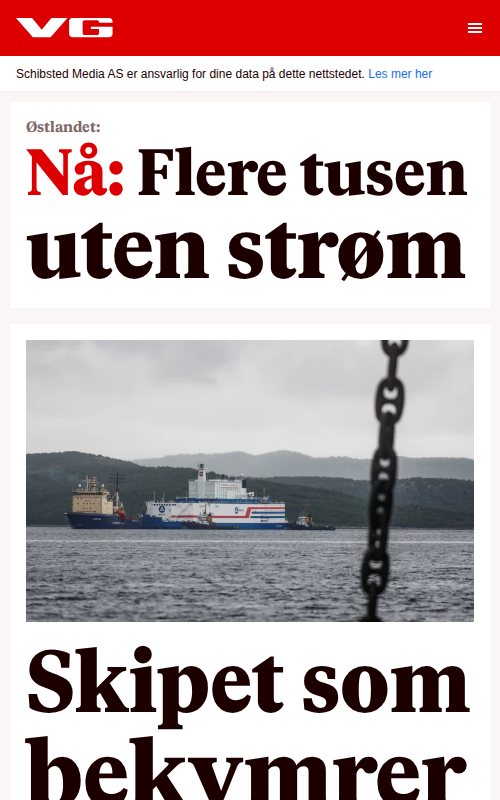 VG
Schibsted Media AS er ansvarlig for dine data på dette nettstedet. Les mer her
Østlandet:
Nå: Flere tusen
uten strøm
Skipet som
bekymrer